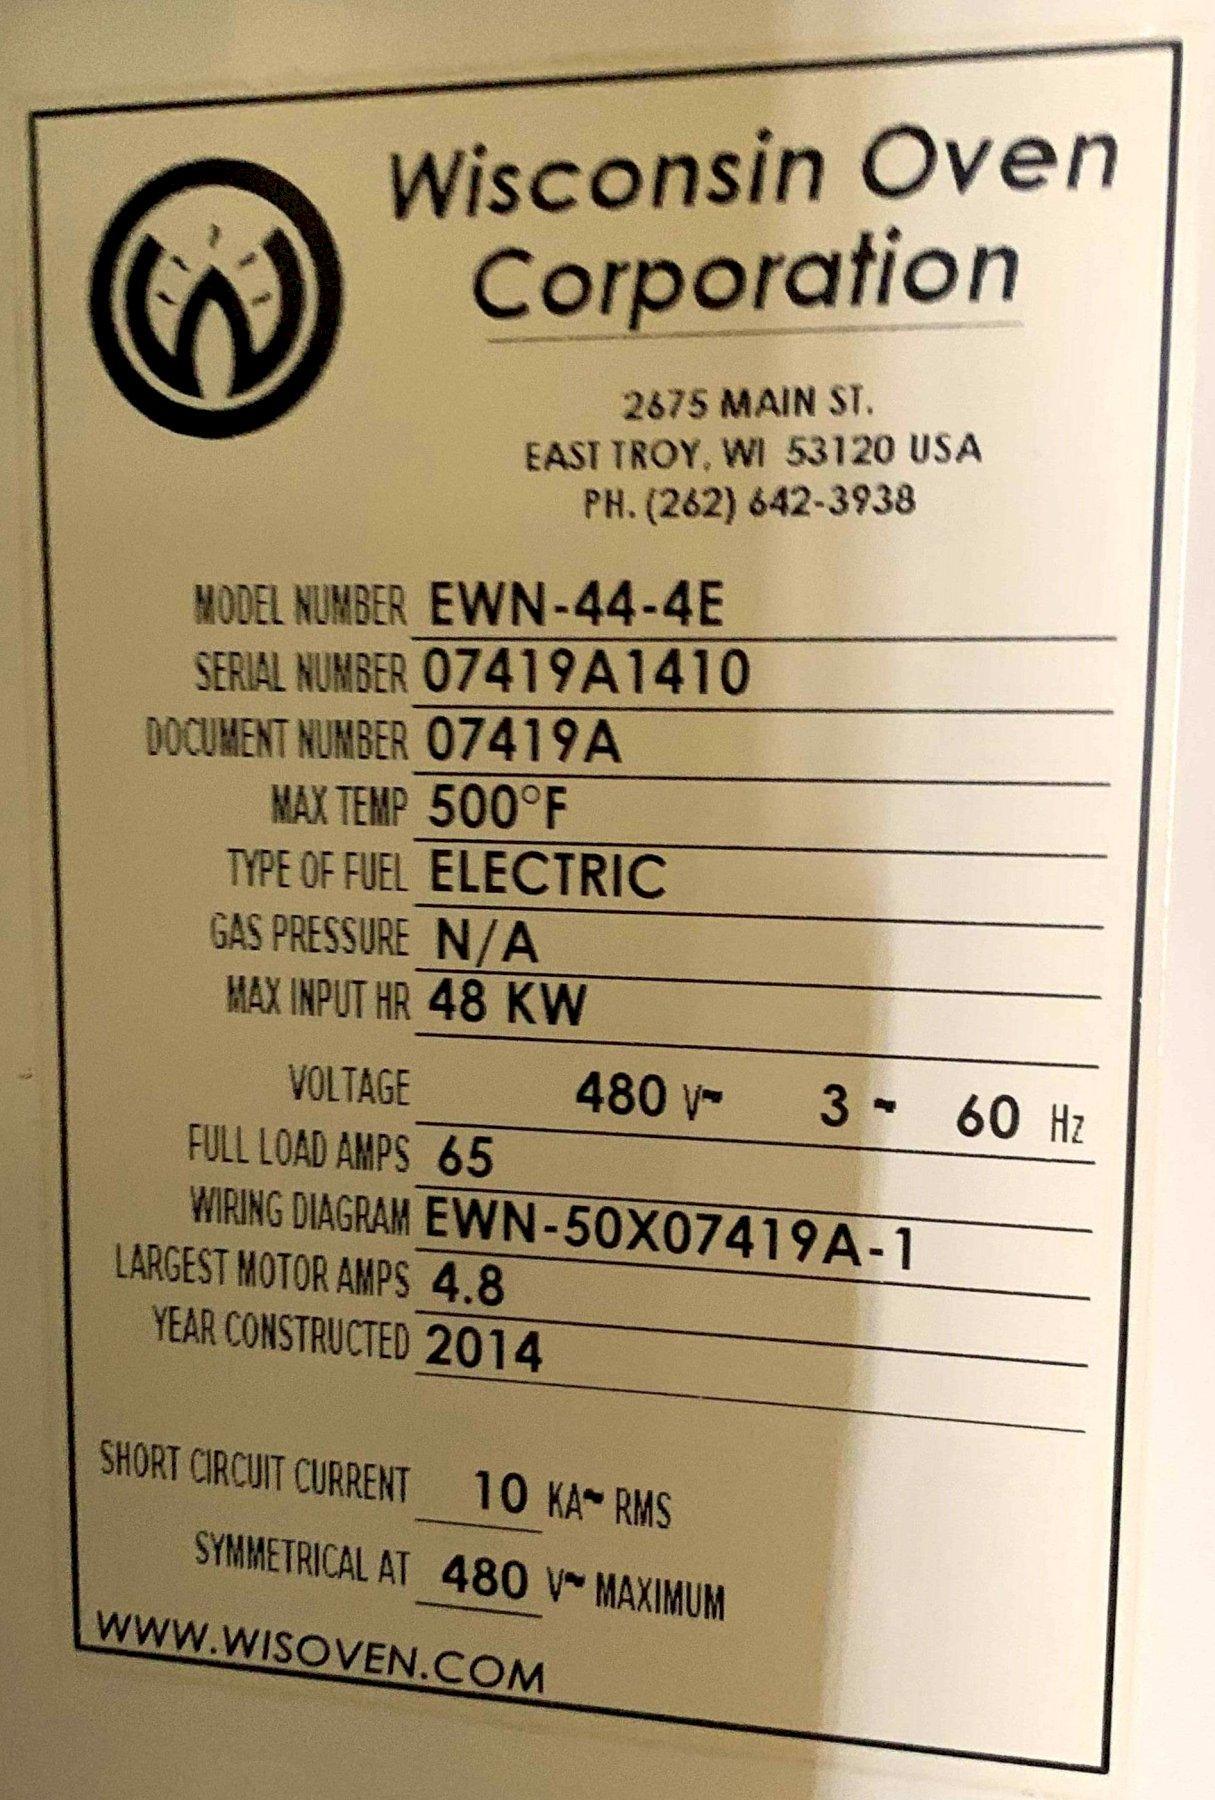 Wisconsin Oven
Corporation
2675 MAIN ST.
EAST TROY, WI 53120 USA
PH. (262) 642-3938
MODEL NUMBER EWN-44-4E
SERIAL NUMBER 07419A1410
DOCUMENT NUMBER 07419A
MAX TEMP 500°F
TYPE OF FUEL ELECTRIC
GAS PRESSURE N/A
MAX INPUT HR 48 KW
VOLTAGE 480 V~ 3 ~ 60 Hz
FULL LOAD AMPS 65
WIRING DIAGRAM EWN-50X07419A-1
LARGEST MOTOR AMPS 4.8
YEAR CONSTRUCTED 2014
SHORT CIRCUIT CURRENT 10 KA~ RMS
SYMMETRICAL AT 480 V~ MAXIMUM
WWW.WISOVEN.COM